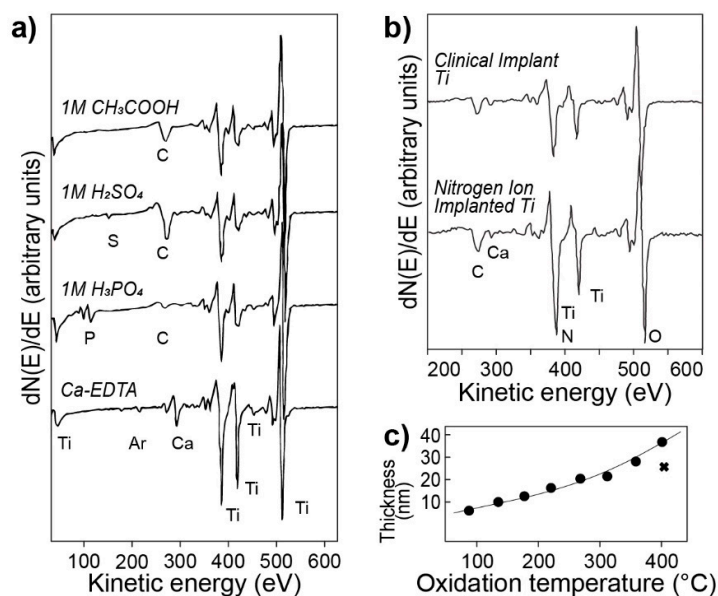 a)
dN(E)/dE (arbitrary units)
1M CH₃COOH
C
1M H₂SO₄
S
C
1M H₃PO₄
P
C
Ca-EDTA
Ti
Ar
Ca
Ti
Ti
Ti
Ti
100 200 300 400 500 600
Kinetic energy (eV)
b)
dN(E)/dE (arbitrary units)
Clinical Implant
Ti
Nitrogen Ion
Implanted Ti
Ca
C
Ti
Ti
N
O
200 300 400 500 600
Kinetic energy (eV)
c)
Thickness
(nm)
40
30
20
10
100 200 300 400
Oxidation temperature (°C)